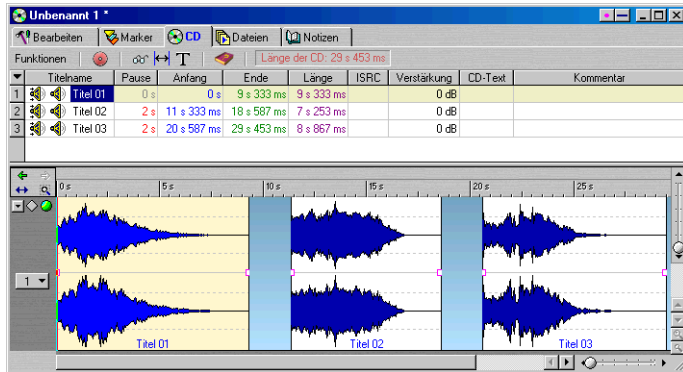 Unbenannt 1 *
Bearbeiten Marker CD Dateien Notizen
Funktionen T Länge der CD: 29 s 453 ms
Titelname Pause Anfang Ende Länge ISRC Verstärkung CD-Text Kommentar
1 Titel 01 0 s 0 s 9 s 333 ms 9 s 333 ms 0 dB
2 Titel 02 2 s 11 s 333 ms 18 s 587 ms 7 s 253 ms 0 dB
3 Titel 03 2 s 20 s 587 ms 29 s 453 ms 8 s 867 ms 0 dB
0 s 5 s 10 s 15 s 20 s 25 s
1
Titel 01 Titel 02 Titel 03